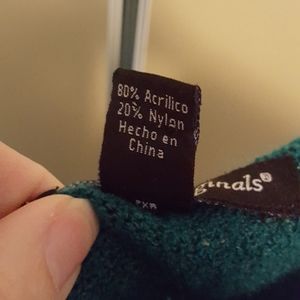 80% Acrilico
20% Nylon
Hecho en
China
ginals®